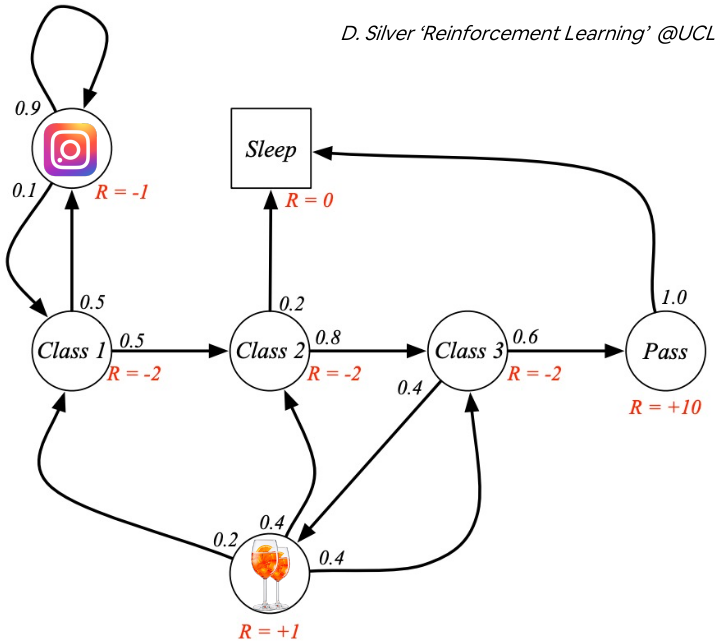 D. Silver ‘Reinforcement Learning’ @UCL
0.9
0.1
R = -1
Sleep
R = 0
0.5
0.2
1.0
Class 1
0.5
R = -2
Class 2
0.8
R = -2
Class 3
0.6
R = -2
Pass
R = +10
0.4
0.2
0.4
0.4
R = +1